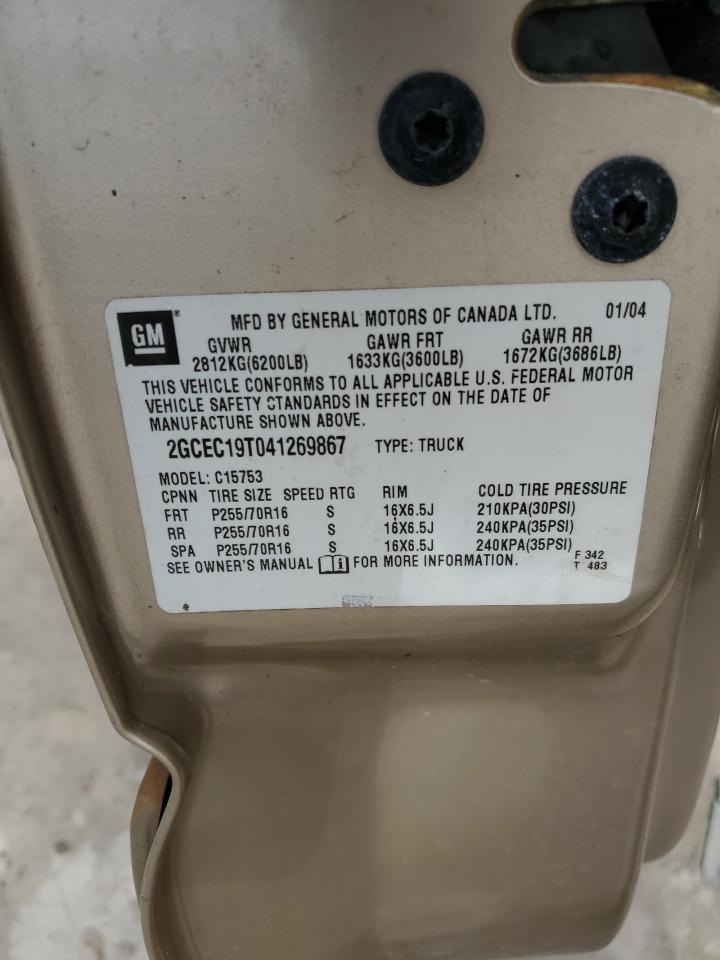 GM® MFD BY GENERAL MOTORS OF CANADA LTD. 01/04
GVWR GAWR FRT GAWR RR
2812KG(6200LB) 1633KG(3600LB) 1672KG(3686LB)
THIS VEHICLE CONFORMS TO ALL APPLICABLE U.S. FEDERAL MOTOR
VEHICLE SAFETY STANDARDS IN EFFECT ON THE DATE OF
MANUFACTURE SHOWN ABOVE.
2GCEC19T041269867 TYPE: TRUCK
MODEL: C15753
CPNN TIRE SIZE SPEED RTG RIM COLD TIRE PRESSURE
FRT P255/70R16 S 16X6.5J 210KPA(30PSI)
RR P255/70R16 S 16X6.5J 240KPA(35PSI)
SPA P255/70R16 S 16X6.5J 240KPA(35PSI)
SEE OWNER'S MANUAL i FOR MORE INFORMATION. F 342
T 483